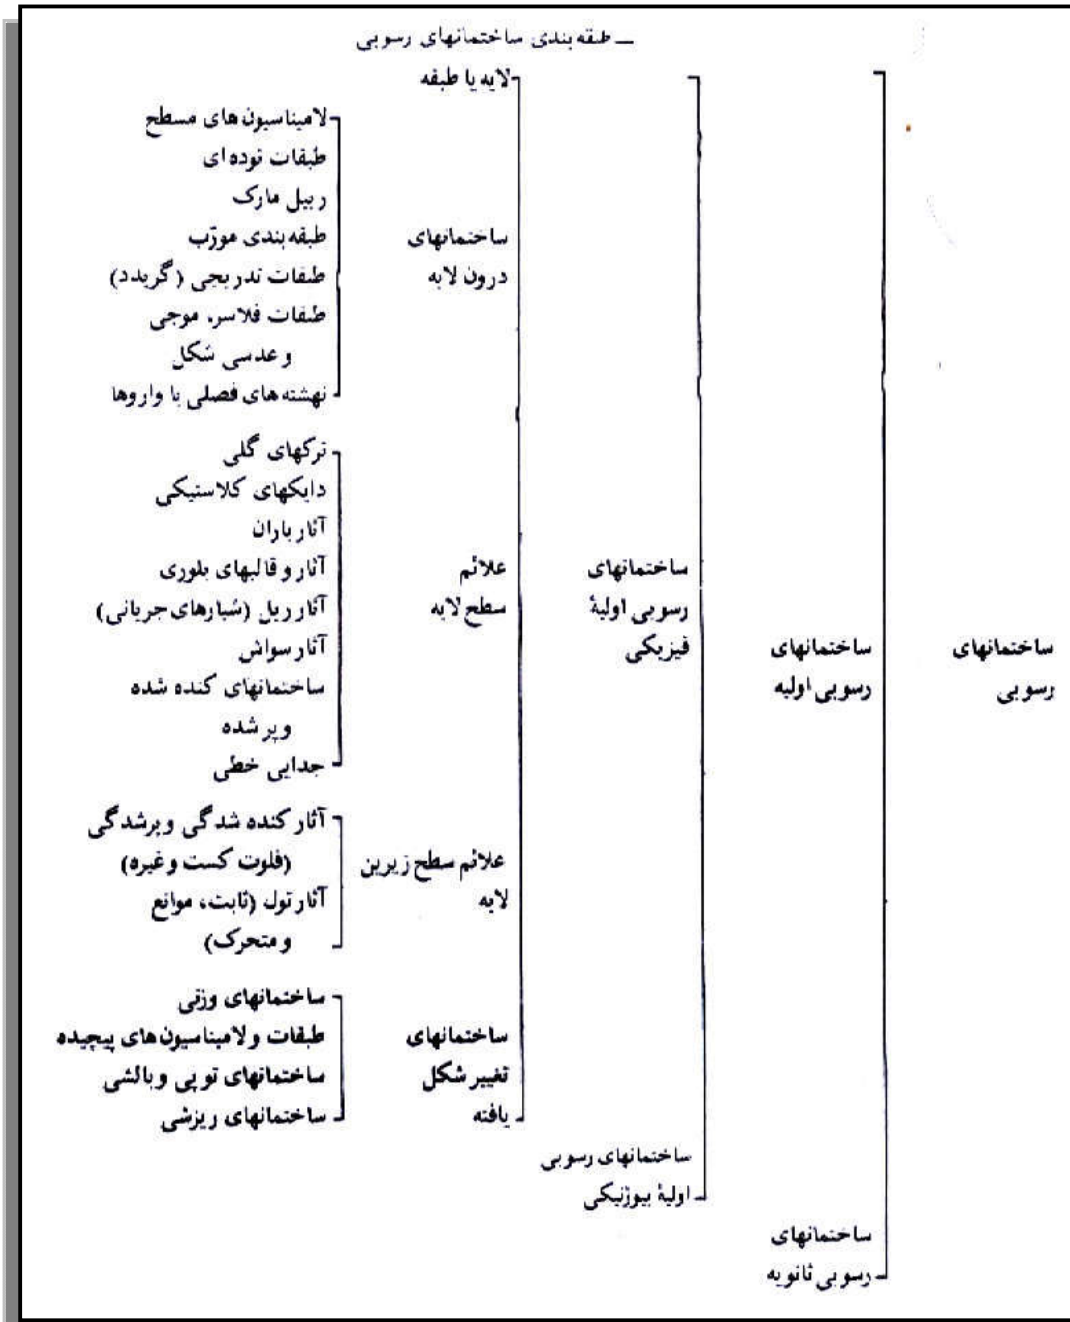 ـ طبقه‌بندی ساختمانهای رسوبی
ساختمانهای
رسوبی
ساختمانهای
رسوبی اولیه
ساختمانهای
رسوبی اولیهٔ
فیزیکی
لایه یا طبقه
ساختمانهای
درون لایه
لامیناسیون‌های مسطح
طبقات توده‌ای
ریپل مارک
طبقه‌بندی مورّب
طبقات تدریجی (گریدد)
طبقات فلاسر، موجی
و عدسی شکل
نهشته‌های فصلی یا واروها
علائم
سطح لایه
ترکهای گلی
دایکهای کلاستیکی
آثار باران
آثار و قالبهای بلوری
آثار ریل (شیارهای جریانی)
آثار سواش
ساختمانهای کنده شده
و پر شده
جدایی خطی
علائم سطح زیرین
لایه
آثار کنده شدگی و پرشدگی
(فلوت کست و غیره)
آثار تول (ثابت، موانع
و متحرک)
ساختمانهای
تغییر شکل
یافته
ساختمانهای وزنی
طبقات و لامیناسیون‌های پیچیده
ساختمانهای توپی و بالشی
ساختمانهای ریزشی
ساختمانهای رسوبی
اولیهٔ بیوژنیکی
ساختمانهای
رسوبی ثانویه